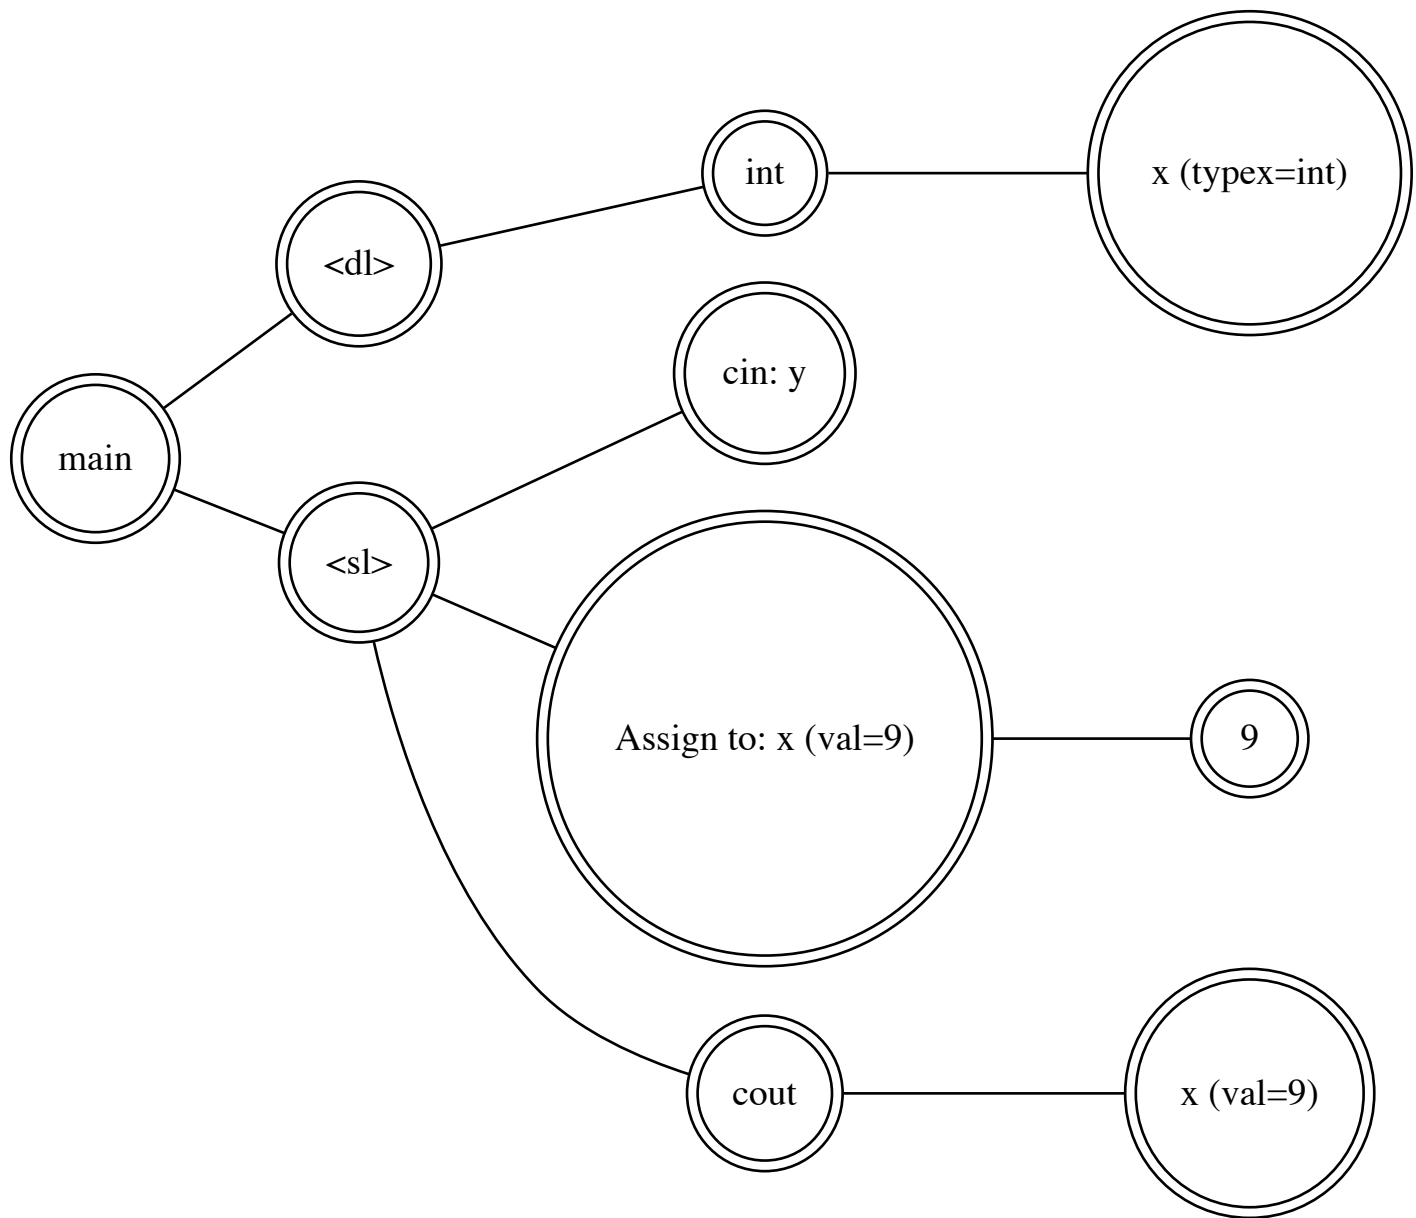 x (typex=int)
int
<dl>
cin: y
main
<sl>
Assign to: x (val=9)
9
cout
x (val=9)